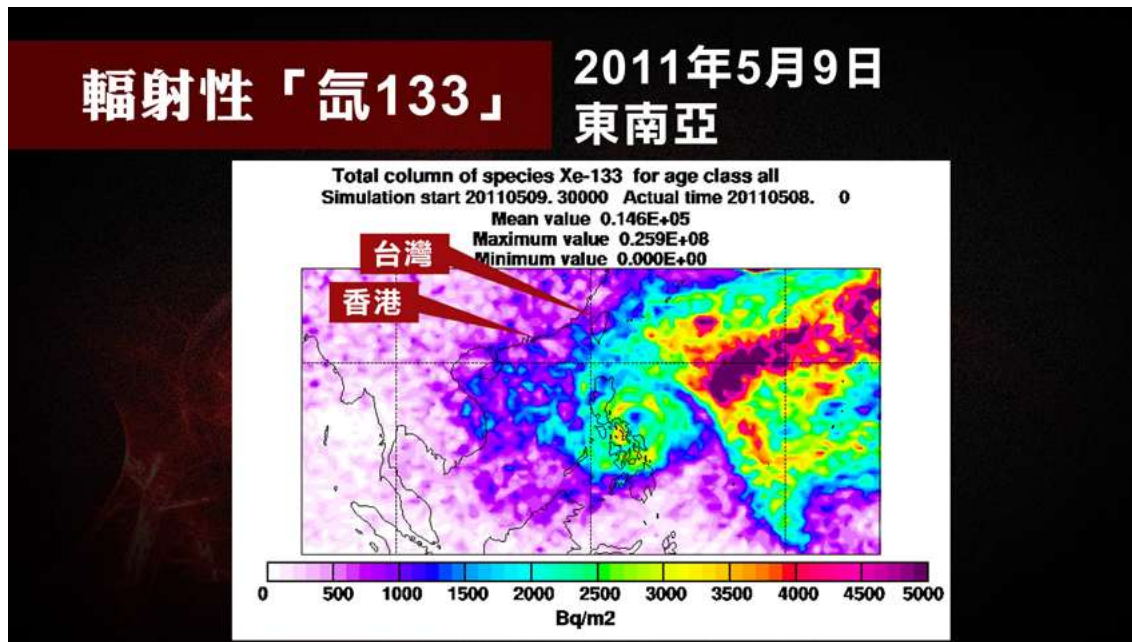 輻射性「氙133」
2011年5月9日
東南亞
Total column of species Xe-133 for age class all
Simulation start 20110509. 30000 Actual time 20110508. 0
Mean value 0.146E+05
Maximum value 0.259E+08
Minimum value 0.000E+00
台灣
香港
0 500 1000 1500 2000 2500 3000 3500 4000 4500 5000
Bq/m2